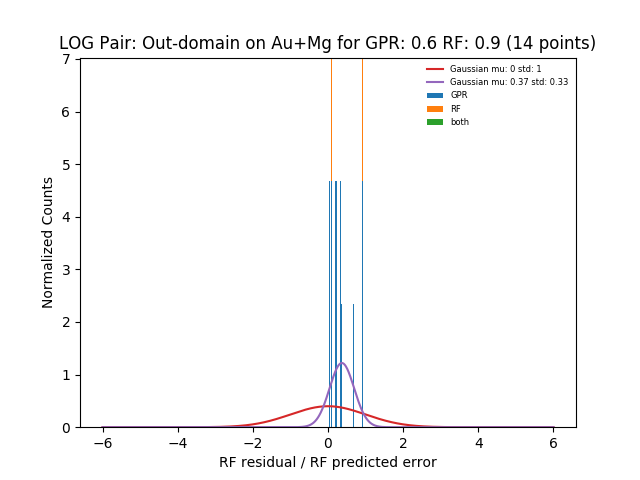 LOG Pair: Out-domain on Au+Mg for GPR: 0.6 RF: 0.9 (14 points)
Gaussian mu: 0 std: 1
Gaussian mu: 0.37 std: 0.33
GPR
RF
both
Normalized Counts
7
6
5
4
3
2
1
0
−6 −4 −2 0 2 4 6
RF residual / RF predicted error